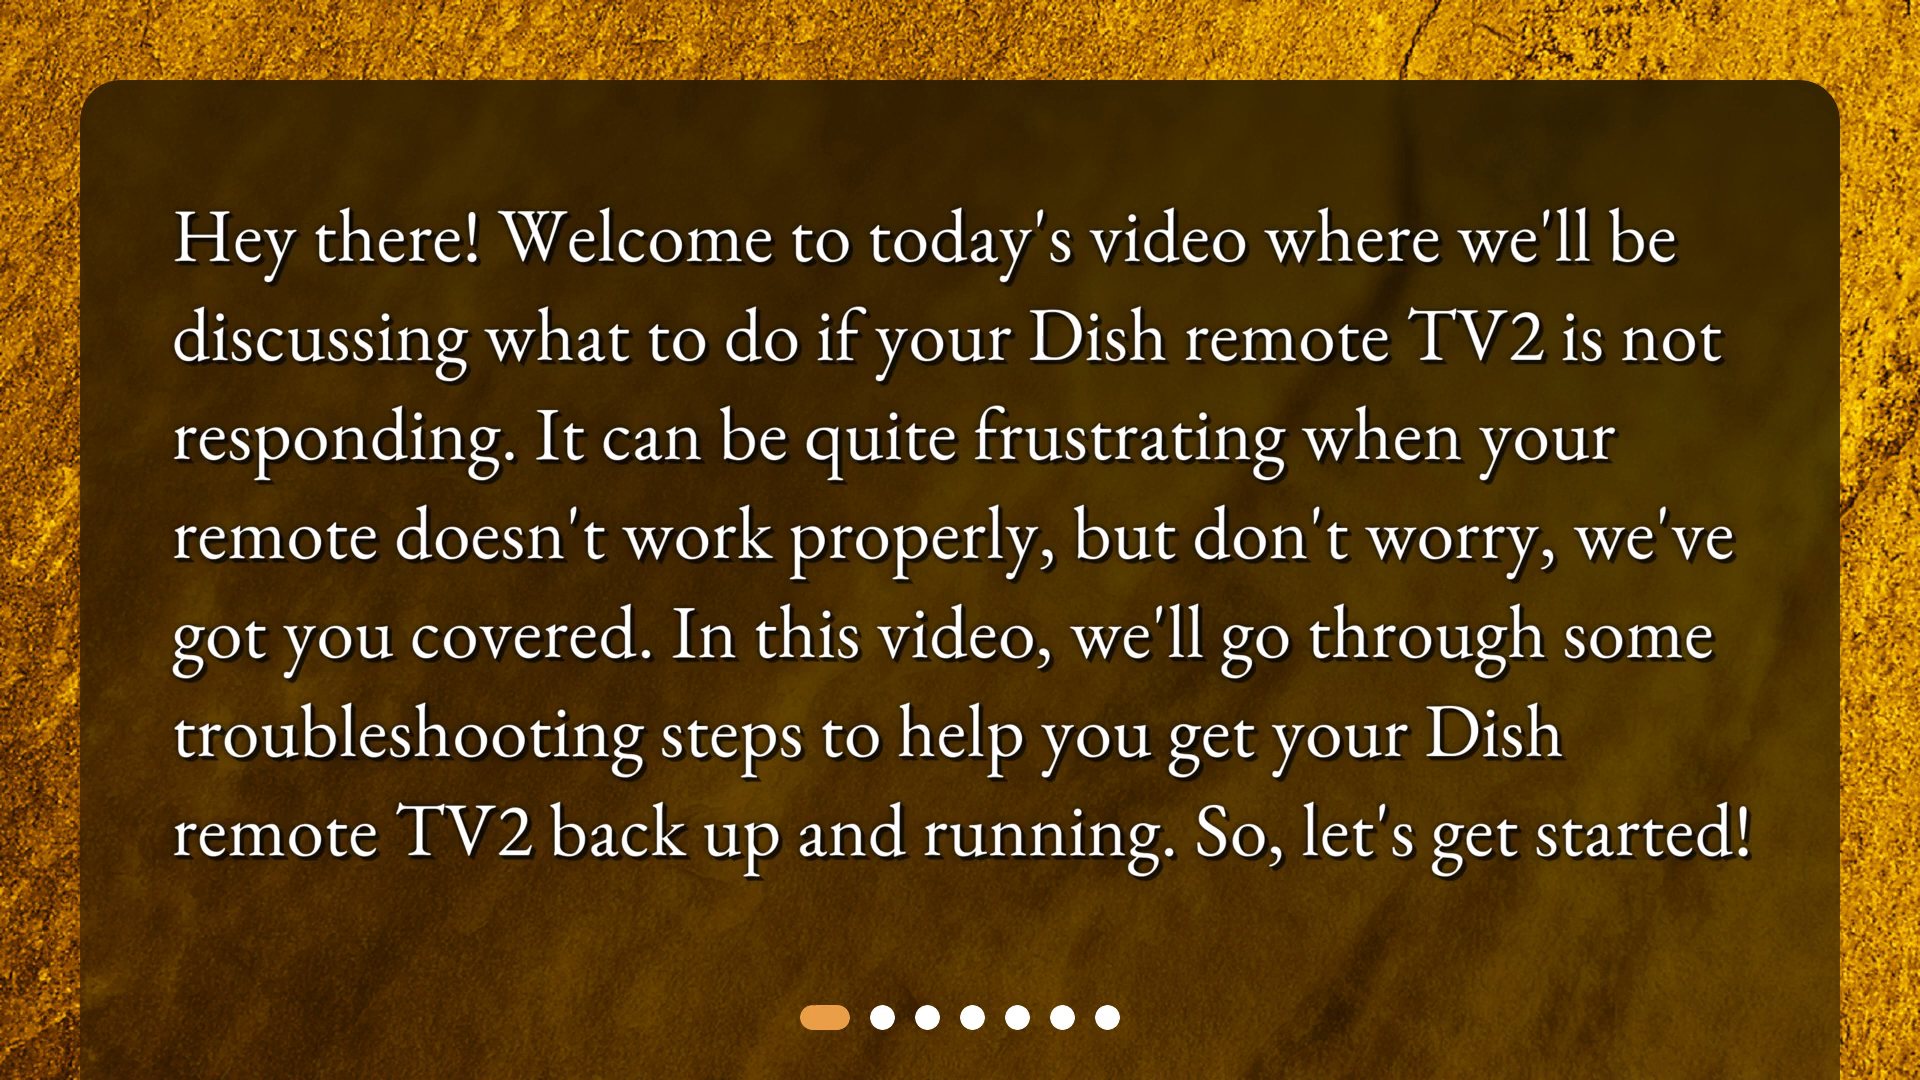 Hey there! Welcome to today's video where we'll be
discussing what to do if your Dish remote TV2 is not
responding. It can be quite frustrating when your
remote doesn't work properly, but don't worry, we've
got you covered. In this video, we'll go through some
troubleshooting steps to help you get your Dish
remote TV2 back up and running. So, let's get started!